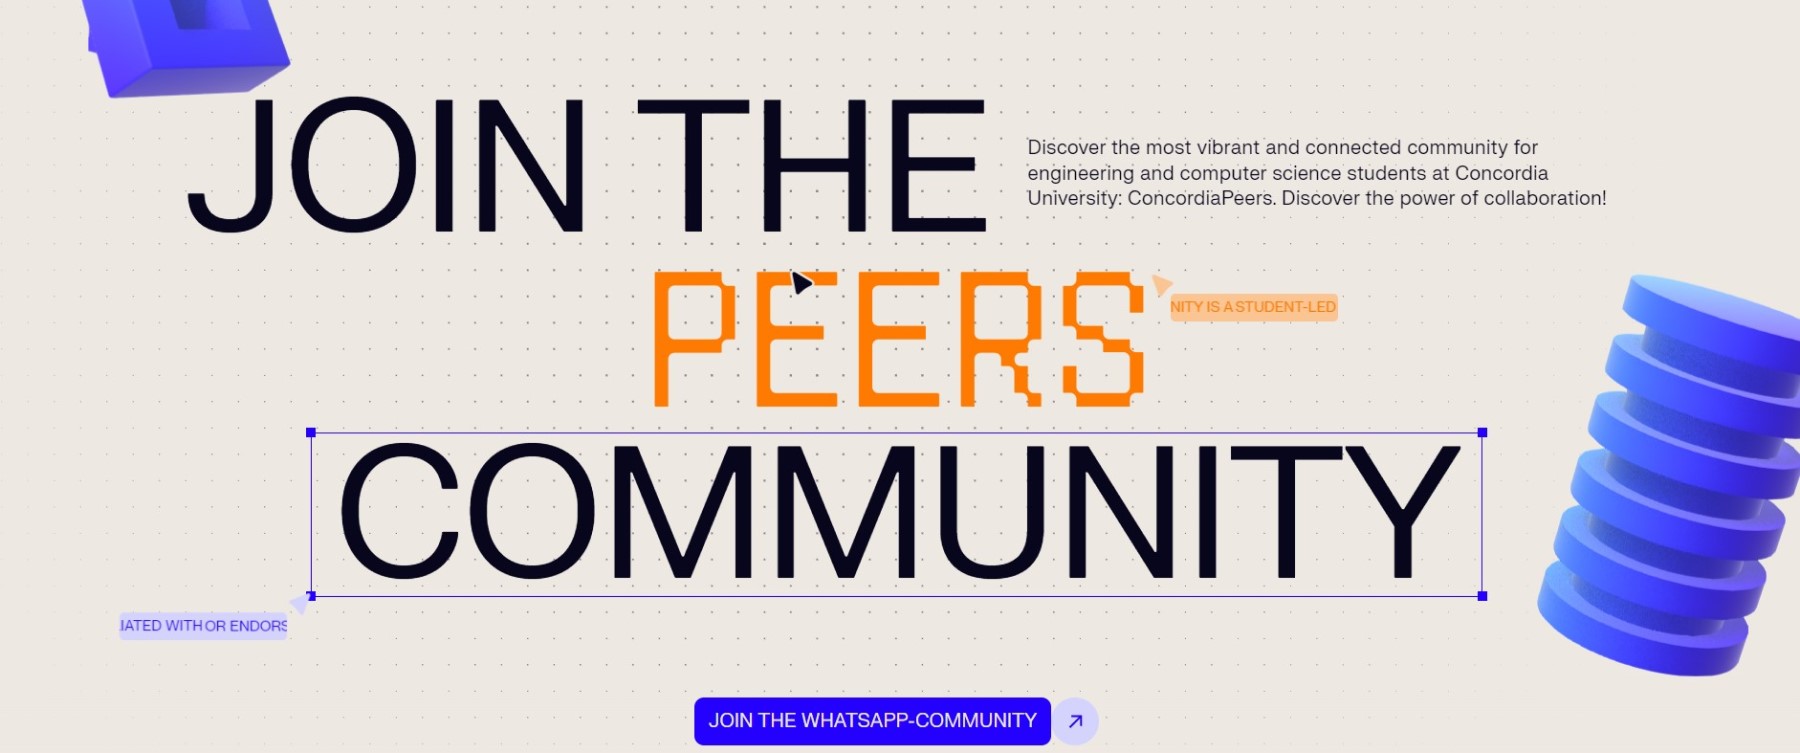 JOIN THE
Discover the most vibrant and connected community for
engineering and computer science students at Concordia
University: ConcordiaPeers. Discover the power of collaboration!
PEERS
NITY IS A STUDENT-LED
COMMUNITY
IATED WITH OR ENDORS
JOIN THE WHATSAPP-COMMUNITY